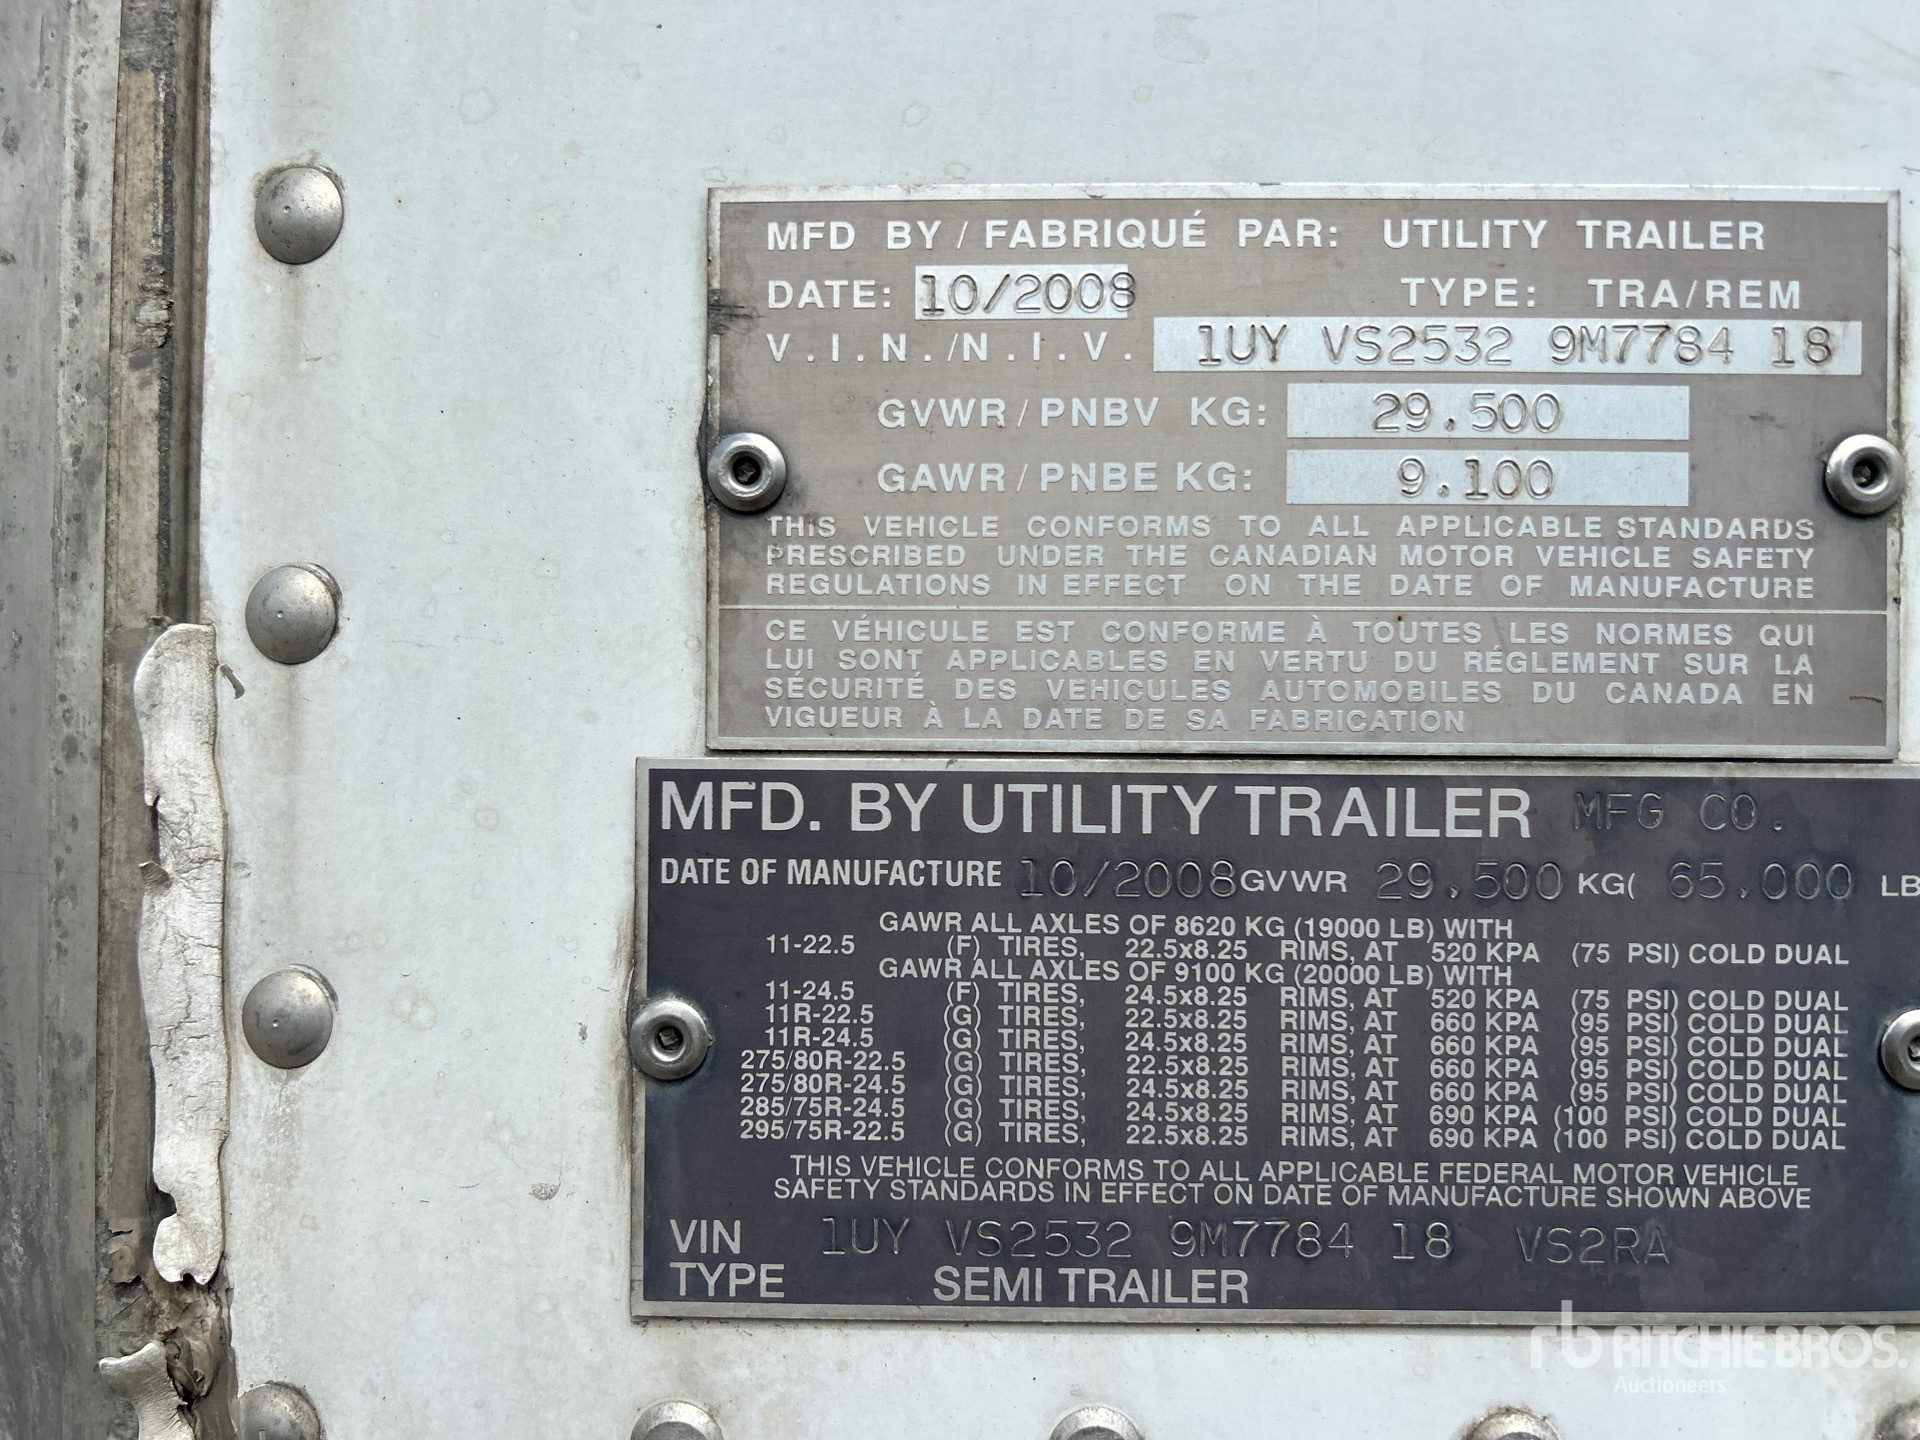 MFD BY / FABRIQUÉ PAR: UTILITY TRAILER
DATE: 10/2008 TYPE: TRA/REM
V.I.N./N.I.V. 1UY VS2532 9M7784 18
GVWR/PNBV KG: 29.500
GAWR/PNBE KG: 9.100
THIS VEHICLE CONFORMS TO ALL APPLICABLE STANDARDS
PRESCRIBED UNDER THE CANADIAN MOTOR VEHICLE SAFETY
REGULATIONS IN EFFECT ON THE DATE OF MANUFACTURE
CE VÉHICULE EST CONFORME À TOUTES LES NORMES QUI
LUI SONT APPLICABLES EN VERTU DU RÉGLEMENT SUR LA
SÉCURITÉ DES VEHICULES AUTOMOBILES DU CANADA EN
VIGUEUR À LA DATE DE SA FABRICATION
MFD. BY UTILITY TRAILER MFG CO.
DATE OF MANUFACTURE 10/2008 GVWR 29.500 KG( 65.000 LB
GAWR ALL AXLES OF 8620 KG (19000 LB) WITH
11-22.5 (F) TIRES, 22.5x8.25 RIMS, AT 520 KPA (75 PSI) COLD DUAL
GAWR ALL AXLES OF 9100 KG (20000 LB) WITH
11-24.5 (F) TIRES, 24.5x8.25 RIMS, AT 520 KPA (75 PSI) COLD DUAL
11R-22.5 (G) TIRES, 22.5x8.25 RIMS, AT 660 KPA (95 PSI) COLD DUAL
11R-24.5 (G) TIRES, 24.5x8.25 RIMS, AT 660 KPA (95 PSI) COLD DUAL
275/80R-22.5 (G) TIRES, 22.5x8.25 RIMS, AT 660 KPA (95 PSI) COLD DUAL
275/80R-24.5 (G) TIRES, 24.5x8.25 RIMS, AT 660 KPA (95 PSI) COLD DUAL
285/75R-24.5 (G) TIRES, 24.5x8.25 RIMS, AT 690 KPA (100 PSI) COLD DUAL
295/75R-22.5 (G) TIRES, 22.5x8.25 RIMS, AT 690 KPA (100 PSI) COLD DUAL
THIS VEHICLE CONFORMS TO ALL APPLICABLE FEDERAL MOTOR VEHICLE
SAFETY STANDARDS IN EFFECT ON DATE OF MANUFACTURE SHOWN ABOVE
VIN 1UY VS2532 9M7784 18 VS2RA
TYPE SEMI TRAILER
rb RITCHIE BROS.
Auctioneers